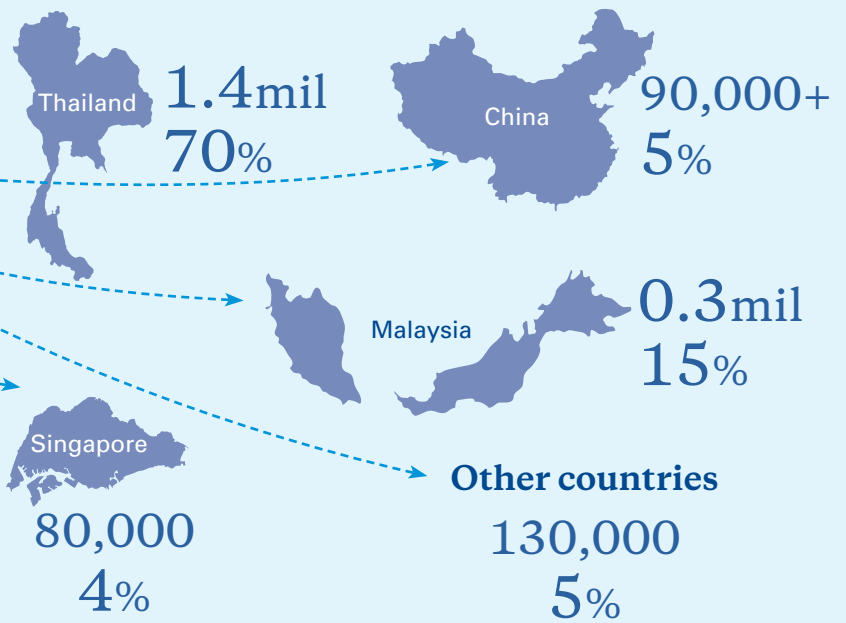 Thailand
1.4mil
70%
China
90,000+
5%
Malaysia
0.3mil
15%
Singapore
80,000
4%
Other countries
130,000
5%